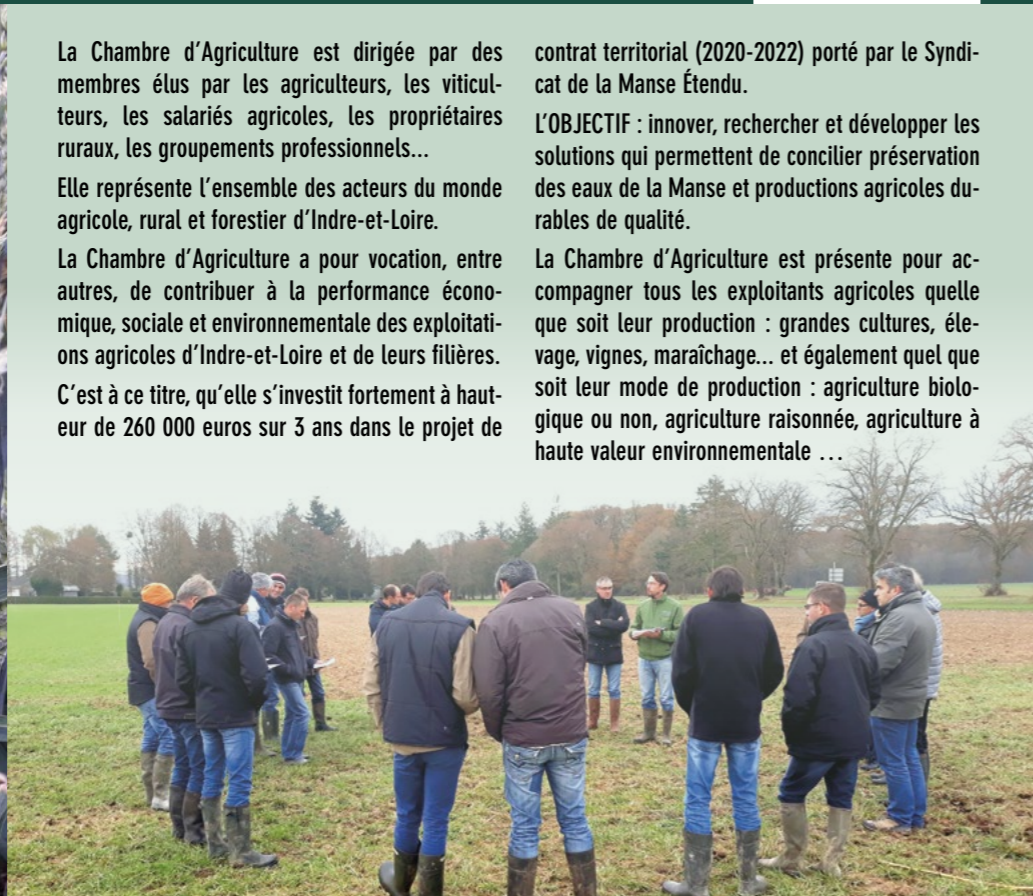 La Chambre d'Agriculture est dirigée par des
membres élus par les agriculteurs, les viticul-
teurs, les salariés agricoles, les propriétaires
ruraux, les groupements professionnels...
Elle représente l'ensemble des acteurs du monde
agricole, rural et forestier d'Indre-et-Loire.
La Chambre d'Agriculture a pour vocation, entre
autres, de contribuer à la performance écono-
mique, sociale et environnementale des exploitati-
ons agricoles d'Indre-et-Loire et de leurs filières.
C'est à ce titre, qu'elle s'investit fortement à haut-
eur de 260 000 euros sur 3 ans dans le projet de
contrat territorial (2020-2022) porté par le Syndi-
cat de la Manse Étendu.
L'OBJECTIF : innover, rechercher et développer les
solutions qui permettent de concilier préservation
des eaux de la Manse et productions agricoles du-
rables de qualité.
La Chambre d'Agriculture est présente pour ac-
compagner tous les exploitants agricoles quelle
que soit leur production : grandes cultures, éle-
vage, vignes, maraîchage... et également quel que
soit leur mode de production : agriculture biolo-
gique ou non, agriculture raisonnée, agriculture à
haute valeur environnementale ...